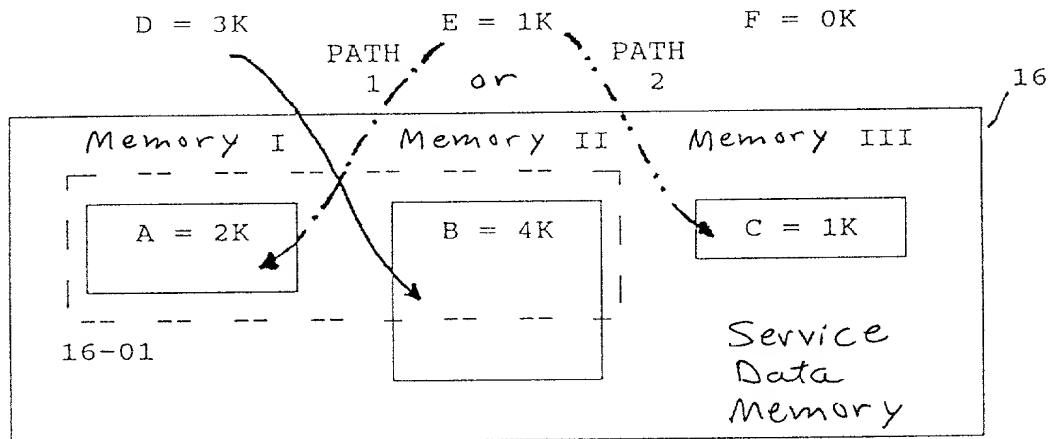 D = 3K E = 1K F = 0K
PATH 1 or PATH 2
16
Memory I Memory II Memory III
A = 2K B = 4K C = 1K
16-01
Service
Data
Memory